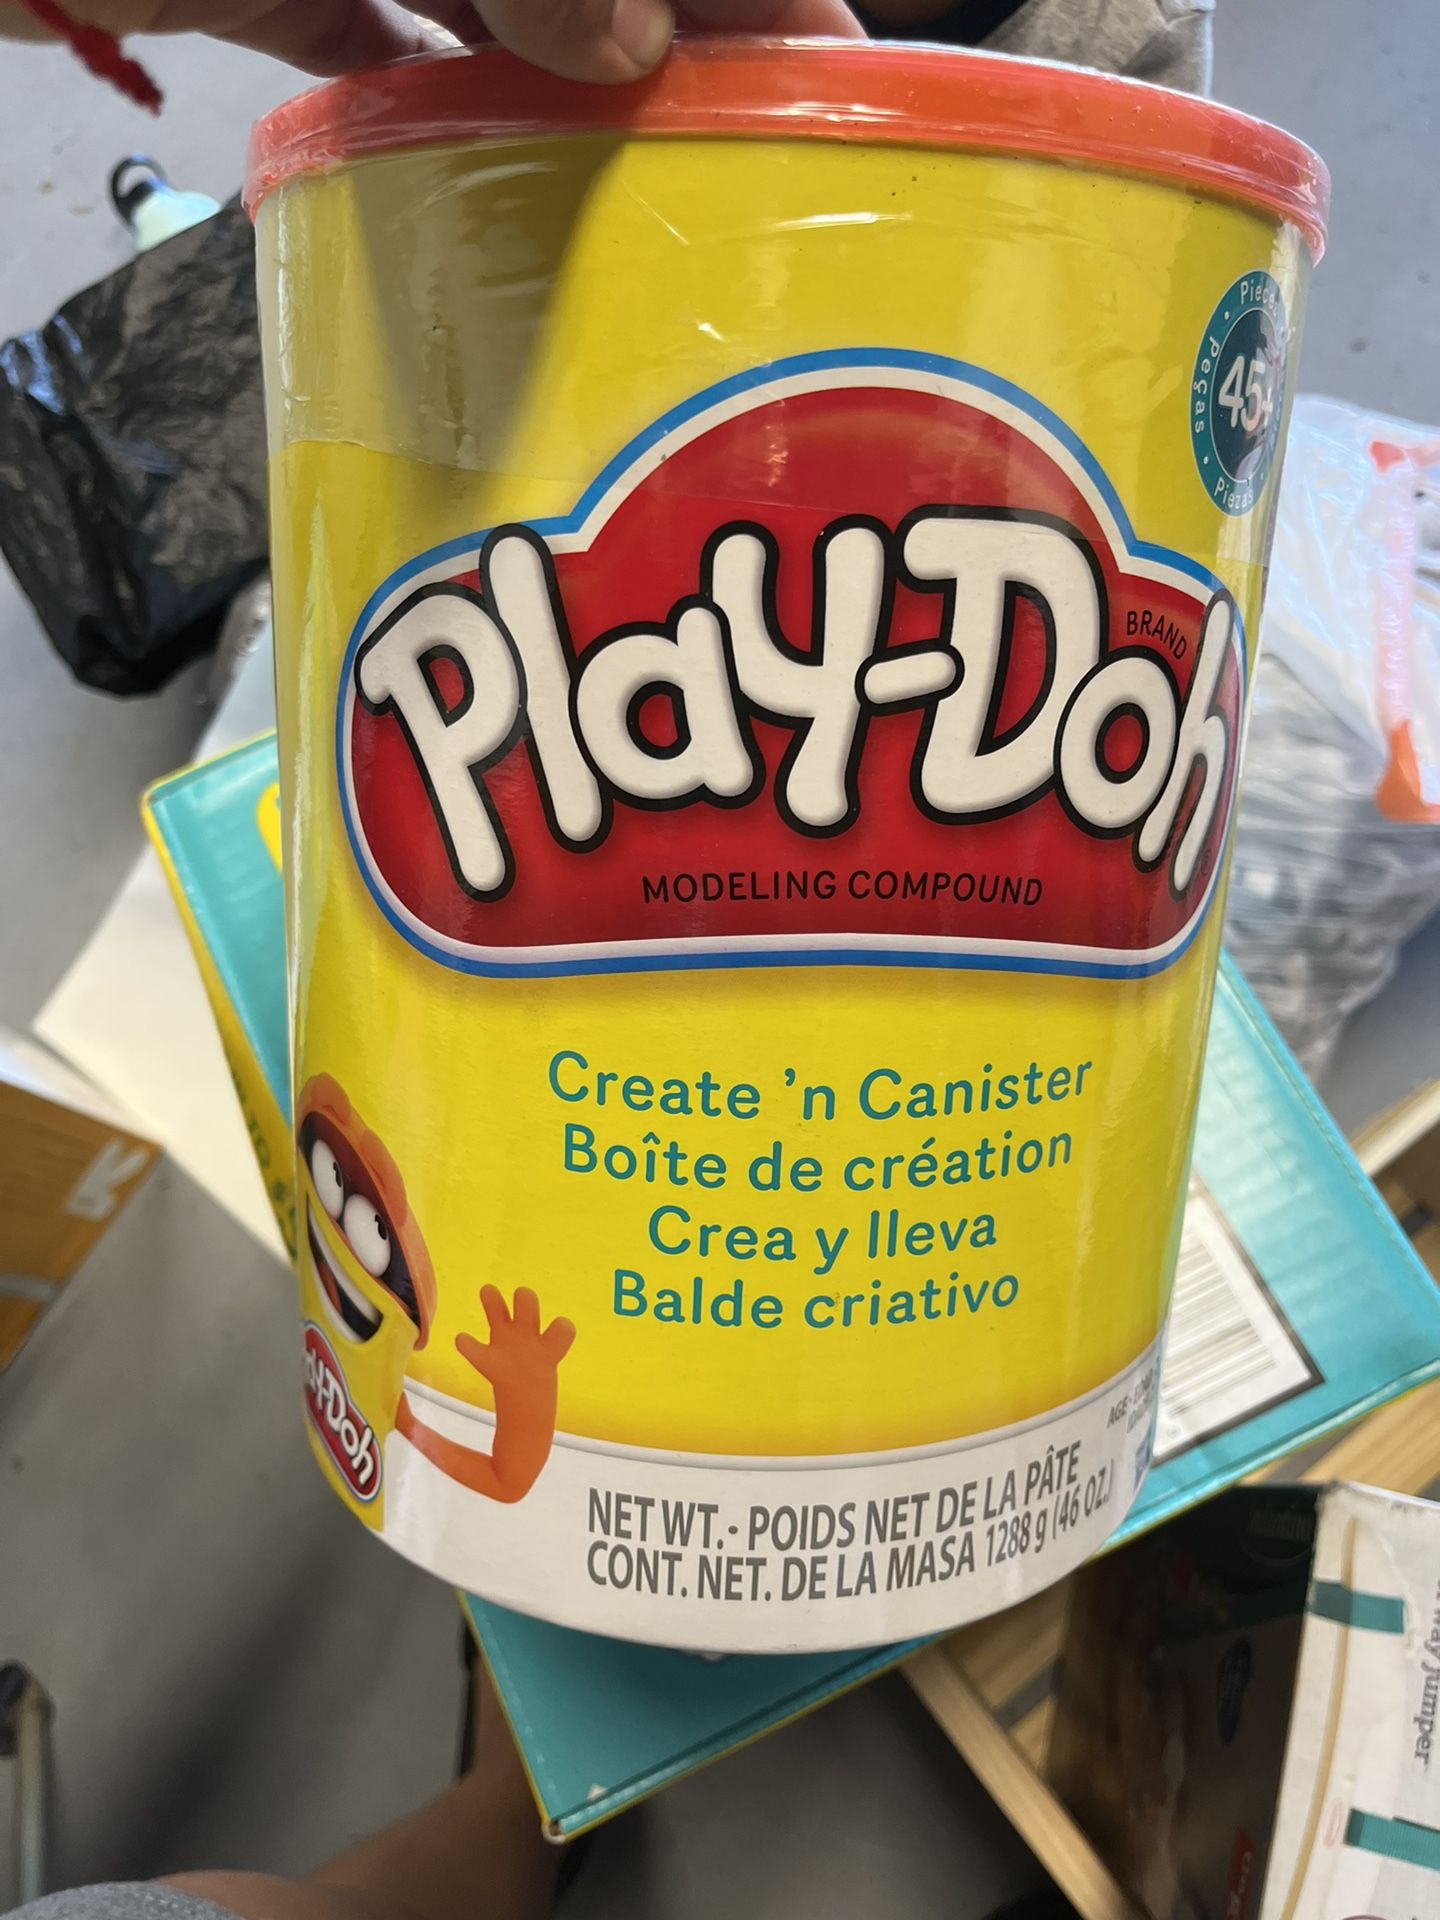 Pieces
45+
Peças
Piezas
Play-Doh
BRAND
MODELING COMPOUND
Create 'n Canister
Boîte de création
Crea y lleva
Balde criativo
Play-Doh
NET WT.· POIDS NET DE LA PÂTE
CONT. NET. DE LA MASA 1288 g (46 OZ.)
way Jumper